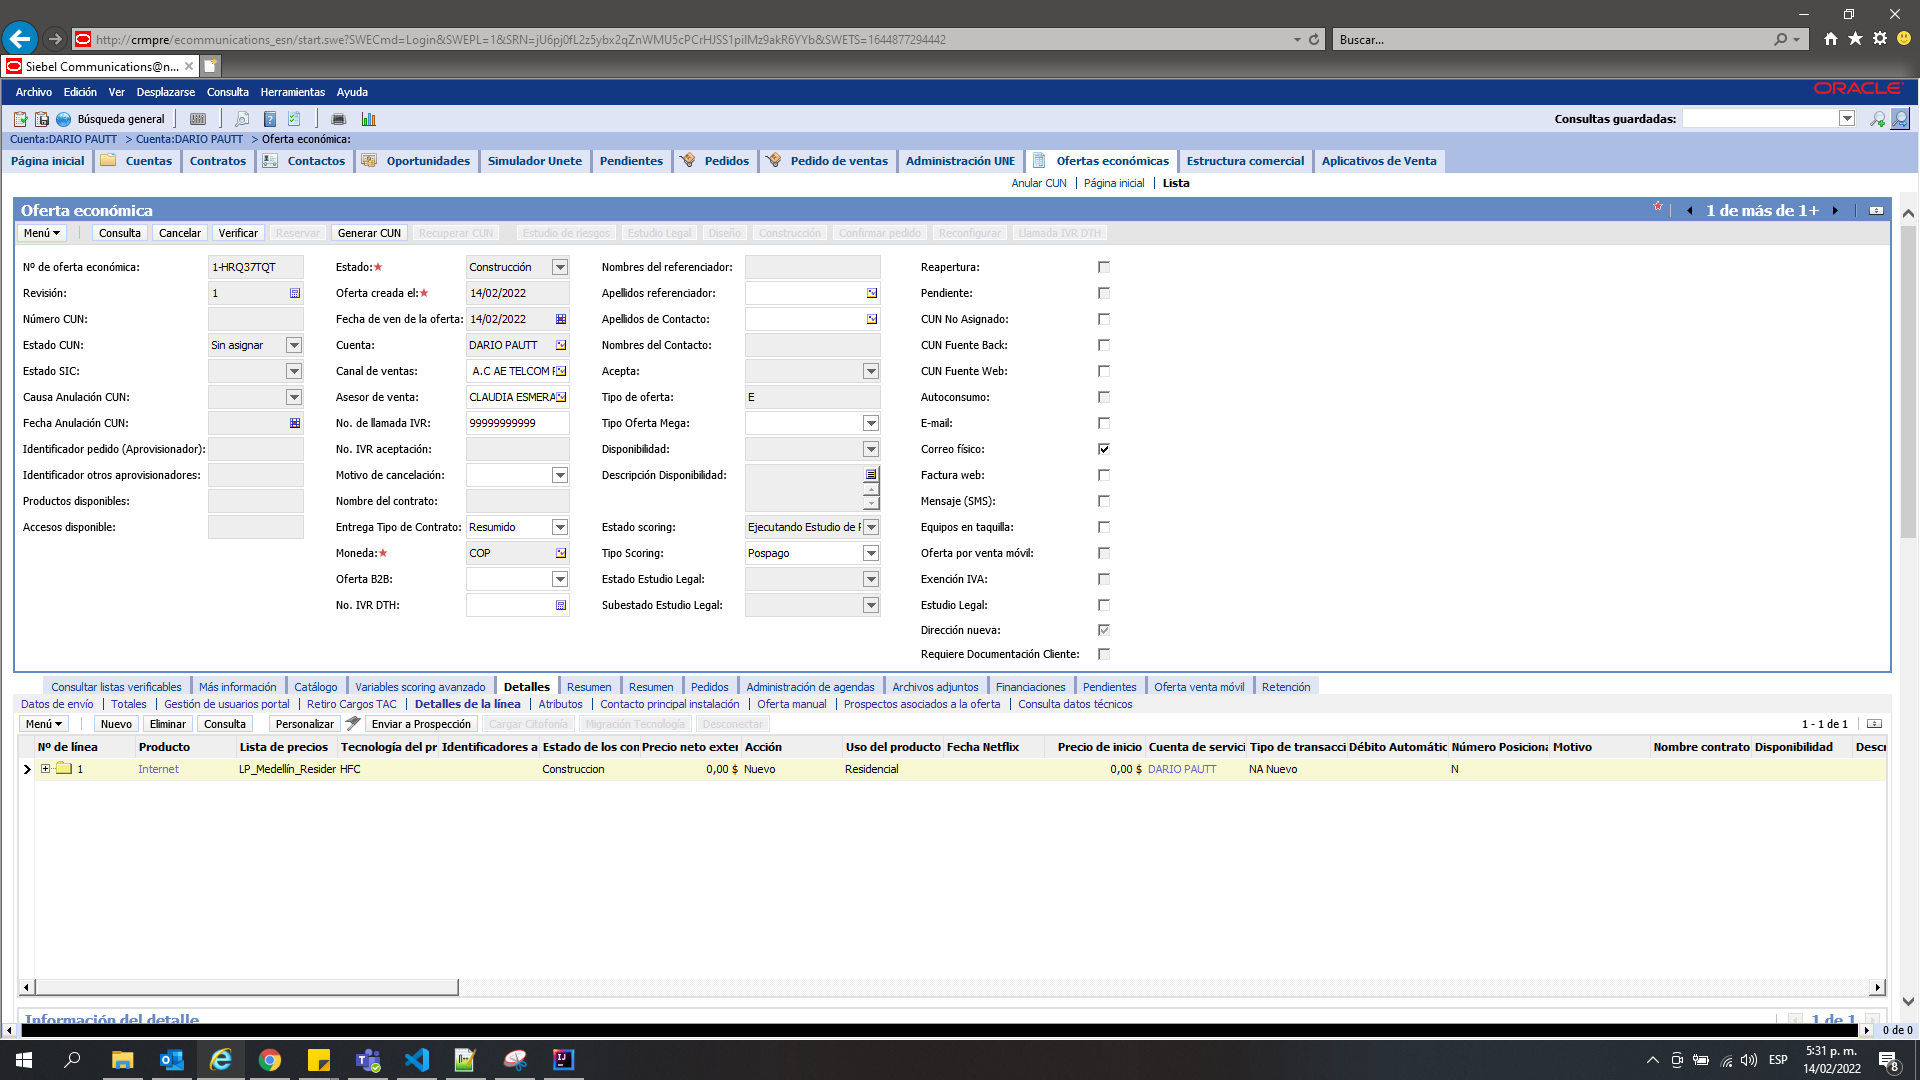 http://crmpre/ecommunications_esn/start.swe?SWECmd=Login&SWEPL=1&SRN=jU6pj0fL2z5ybx2qZnWMU5cPCrHJSS1pilMz9akR6YYb&SWETS=1644877294442
Buscar...
Siebel Communications@n...
Archivo Edición Ver Desplazarse Consulta Herramientas Ayuda
ORACLE
Búsqueda general
Consultas guardadas:
Cuenta:DARIO PAUTT > Cuenta:DARIO PAUTT > Oferta económica:
Página inicial Cuentas Contratos Contactos Oportunidades Simulador Unete Pendientes Pedidos Pedido de ventas Administración UNE Ofertas económicas Estructura comercial Aplicativos de Venta
Anular CUN | Página inicial | Lista
Oferta económica
1 de más de 1+
Menú Consulta Cancelar Verificar Reservar Generar CUN Recuperar CUN Estudio de riesgos Estudio Legal Diseño Construcción Confirmar pedido Reconfigurar Llamada IVR DTH
Nº de oferta económica: 1-HRQ37TQT Estado:★ Construcción Nombres del referenciador: Reapertura:
Revisión: 1 Oferta creada el:★ 14/02/2022 Apellidos referenciador: Pendiente:
Número CUN: Fecha de ven de la oferta: 14/02/2022 Apellidos de Contacto: CUN No Asignado:
Estado CUN: Sin asignar Cuenta: DARIO PAUTT Nombres del Contacto: CUN Fuente Back:
Estado SIC: Canal de ventas: A.C AE TELCOM F Acepta: CUN Fuente Web:
Causa Anulación CUN: Asesor de venta: CLAUDIA ESMERA Tipo de oferta: E Autoconsumo:
Fecha Anulación CUN: No. de llamada IVR: 99999999999 Tipo Oferta Mega: E-mail:
Identificador pedido (Aprovisionador): No. IVR aceptación: Disponibilidad: Correo físico:
Identificador otros aprovisionadores: Motivo de cancelación: Descripción Disponibilidad: Factura web:
Productos disponibles: Nombre del contrato: Mensaje (SMS):
Accesos disponible: Entrega Tipo de Contrato: Resumido Estado scoring: Ejecutando Estudio de Equipos en taquilla:
Moneda:★ COP Tipo Scoring: Pospago Oferta por venta móvil:
Oferta B2B: Estado Estudio Legal: Exención IVA:
No. IVR DTH: Subestado Estudio Legal: Estudio Legal:
Dirección nueva:
Requiere Documentación Cliente:
Consultar listas verificables Más información Catálogo Variables scoring avanzado Detalles Resumen Resumen Pedidos Administración de agendas Archivos adjuntos Financiaciones Pendientes Oferta venta móvil Retención
Datos de envío | Totales | Gestión de usuarios portal | Retiro Cargos TAC | Detalles de la línea | Atributos | Contacto principal instalación | Oferta manual | Prospectos asociados a la oferta | Consulta datos técnicos
Menú Nuevo Eliminar Consulta Personalizar Enviar a Prospección Cargar Citofonía Migración Tecnología Desconectar
1 - 1 de 1
Nº de línea Producto Lista de precios Tecnología del pr Identificadores a Estado de los con Precio neto exter Acción Uso del producto Fecha Netflix Precio de inicio Cuenta de servici Tipo de transacci Débito Automátic Número Posiciona Motivo Nombre contrato Disponibilidad Descr
1 Internet LP_Medellín_Resider HFC Construccion 0,00 $ Nuevo Residencial 0,00 $ DARIO PAUTT NA Nuevo N
Información del detalle
1 de 1
0 de 0
ESP
5:31 p. m.
14/02/2022
8